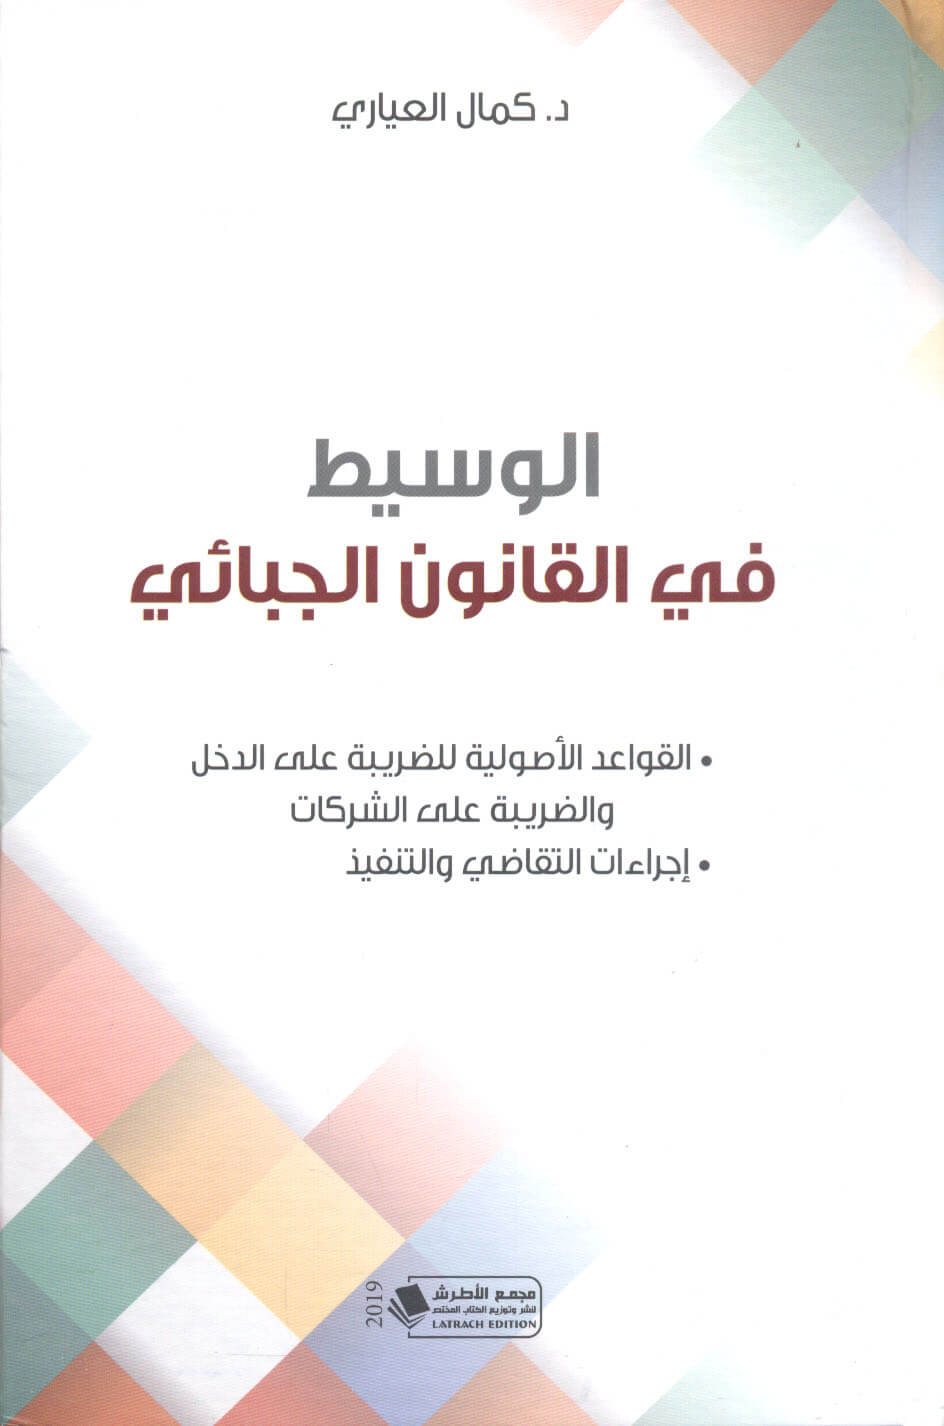 د. كمال العياري
الوسيط
في القانون الجبائي
• القواعد الأصولية للضريبة على الدخل
والضريبة على الشركات
• إجراءات التقاضي والتنفيذ
مجمع الأطرش
لنشر وتوزيع الكتاب المختص
LATRACH EDITION
2019